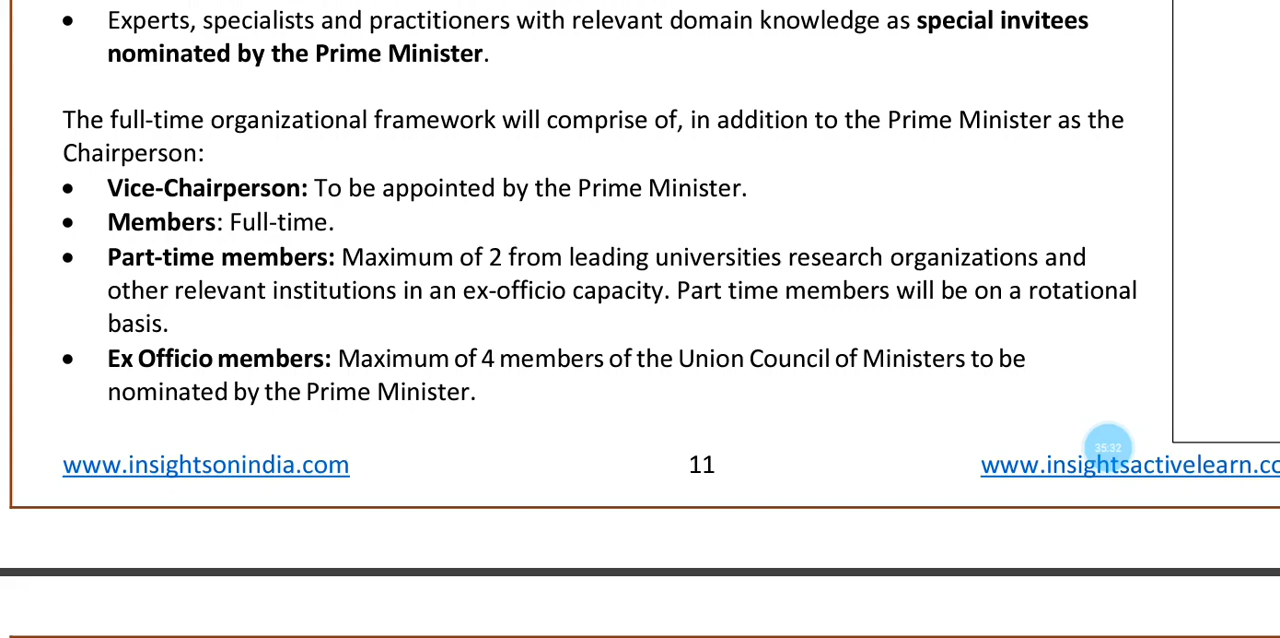 • Experts, specialists and practitioners with relevant domain knowledge as special invitees
nominated by the Prime Minister.
The full-time organizational framework will comprise of, in addition to the Prime Minister as the
Chairperson:
• Vice-Chairperson: To be appointed by the Prime Minister.
• Members: Full-time.
• Part-time members: Maximum of 2 from leading universities research organizations and
other relevant institutions in an ex-officio capacity. Part time members will be on a rotational
basis.
• Ex Officio members: Maximum of 4 members of the Union Council of Ministers to be
nominated by the Prime Minister.
35:32
www.insightsonindia.com 11 www.insightsactivelearn.co